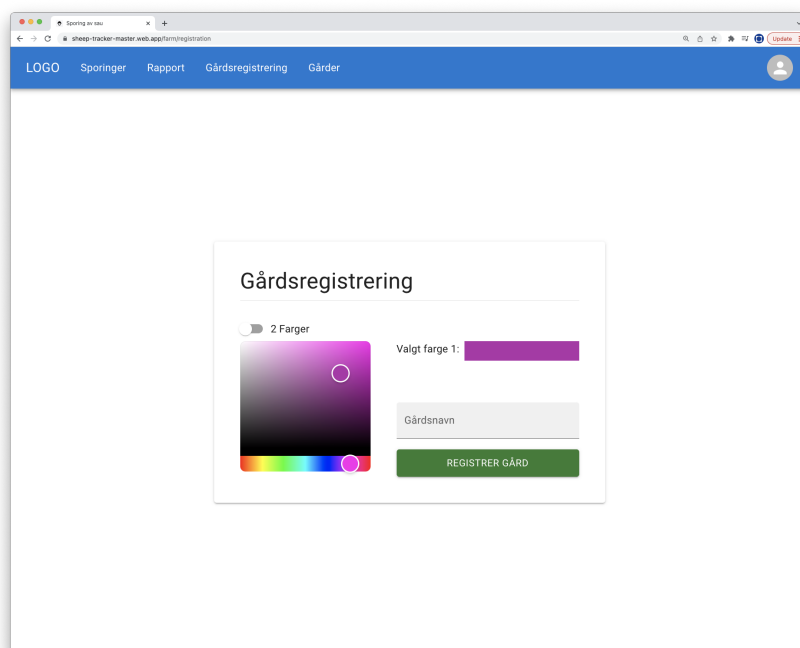 Sporing av sau
sheep-tracker-master.web.app/farm/registration
Update
LOGO Sporinger Rapport Gårdsregistrering Gårder
Gårdsregistrering
2 Farger
Valgt farge 1:
Gårdsnavn
REGISTRER GÅRD